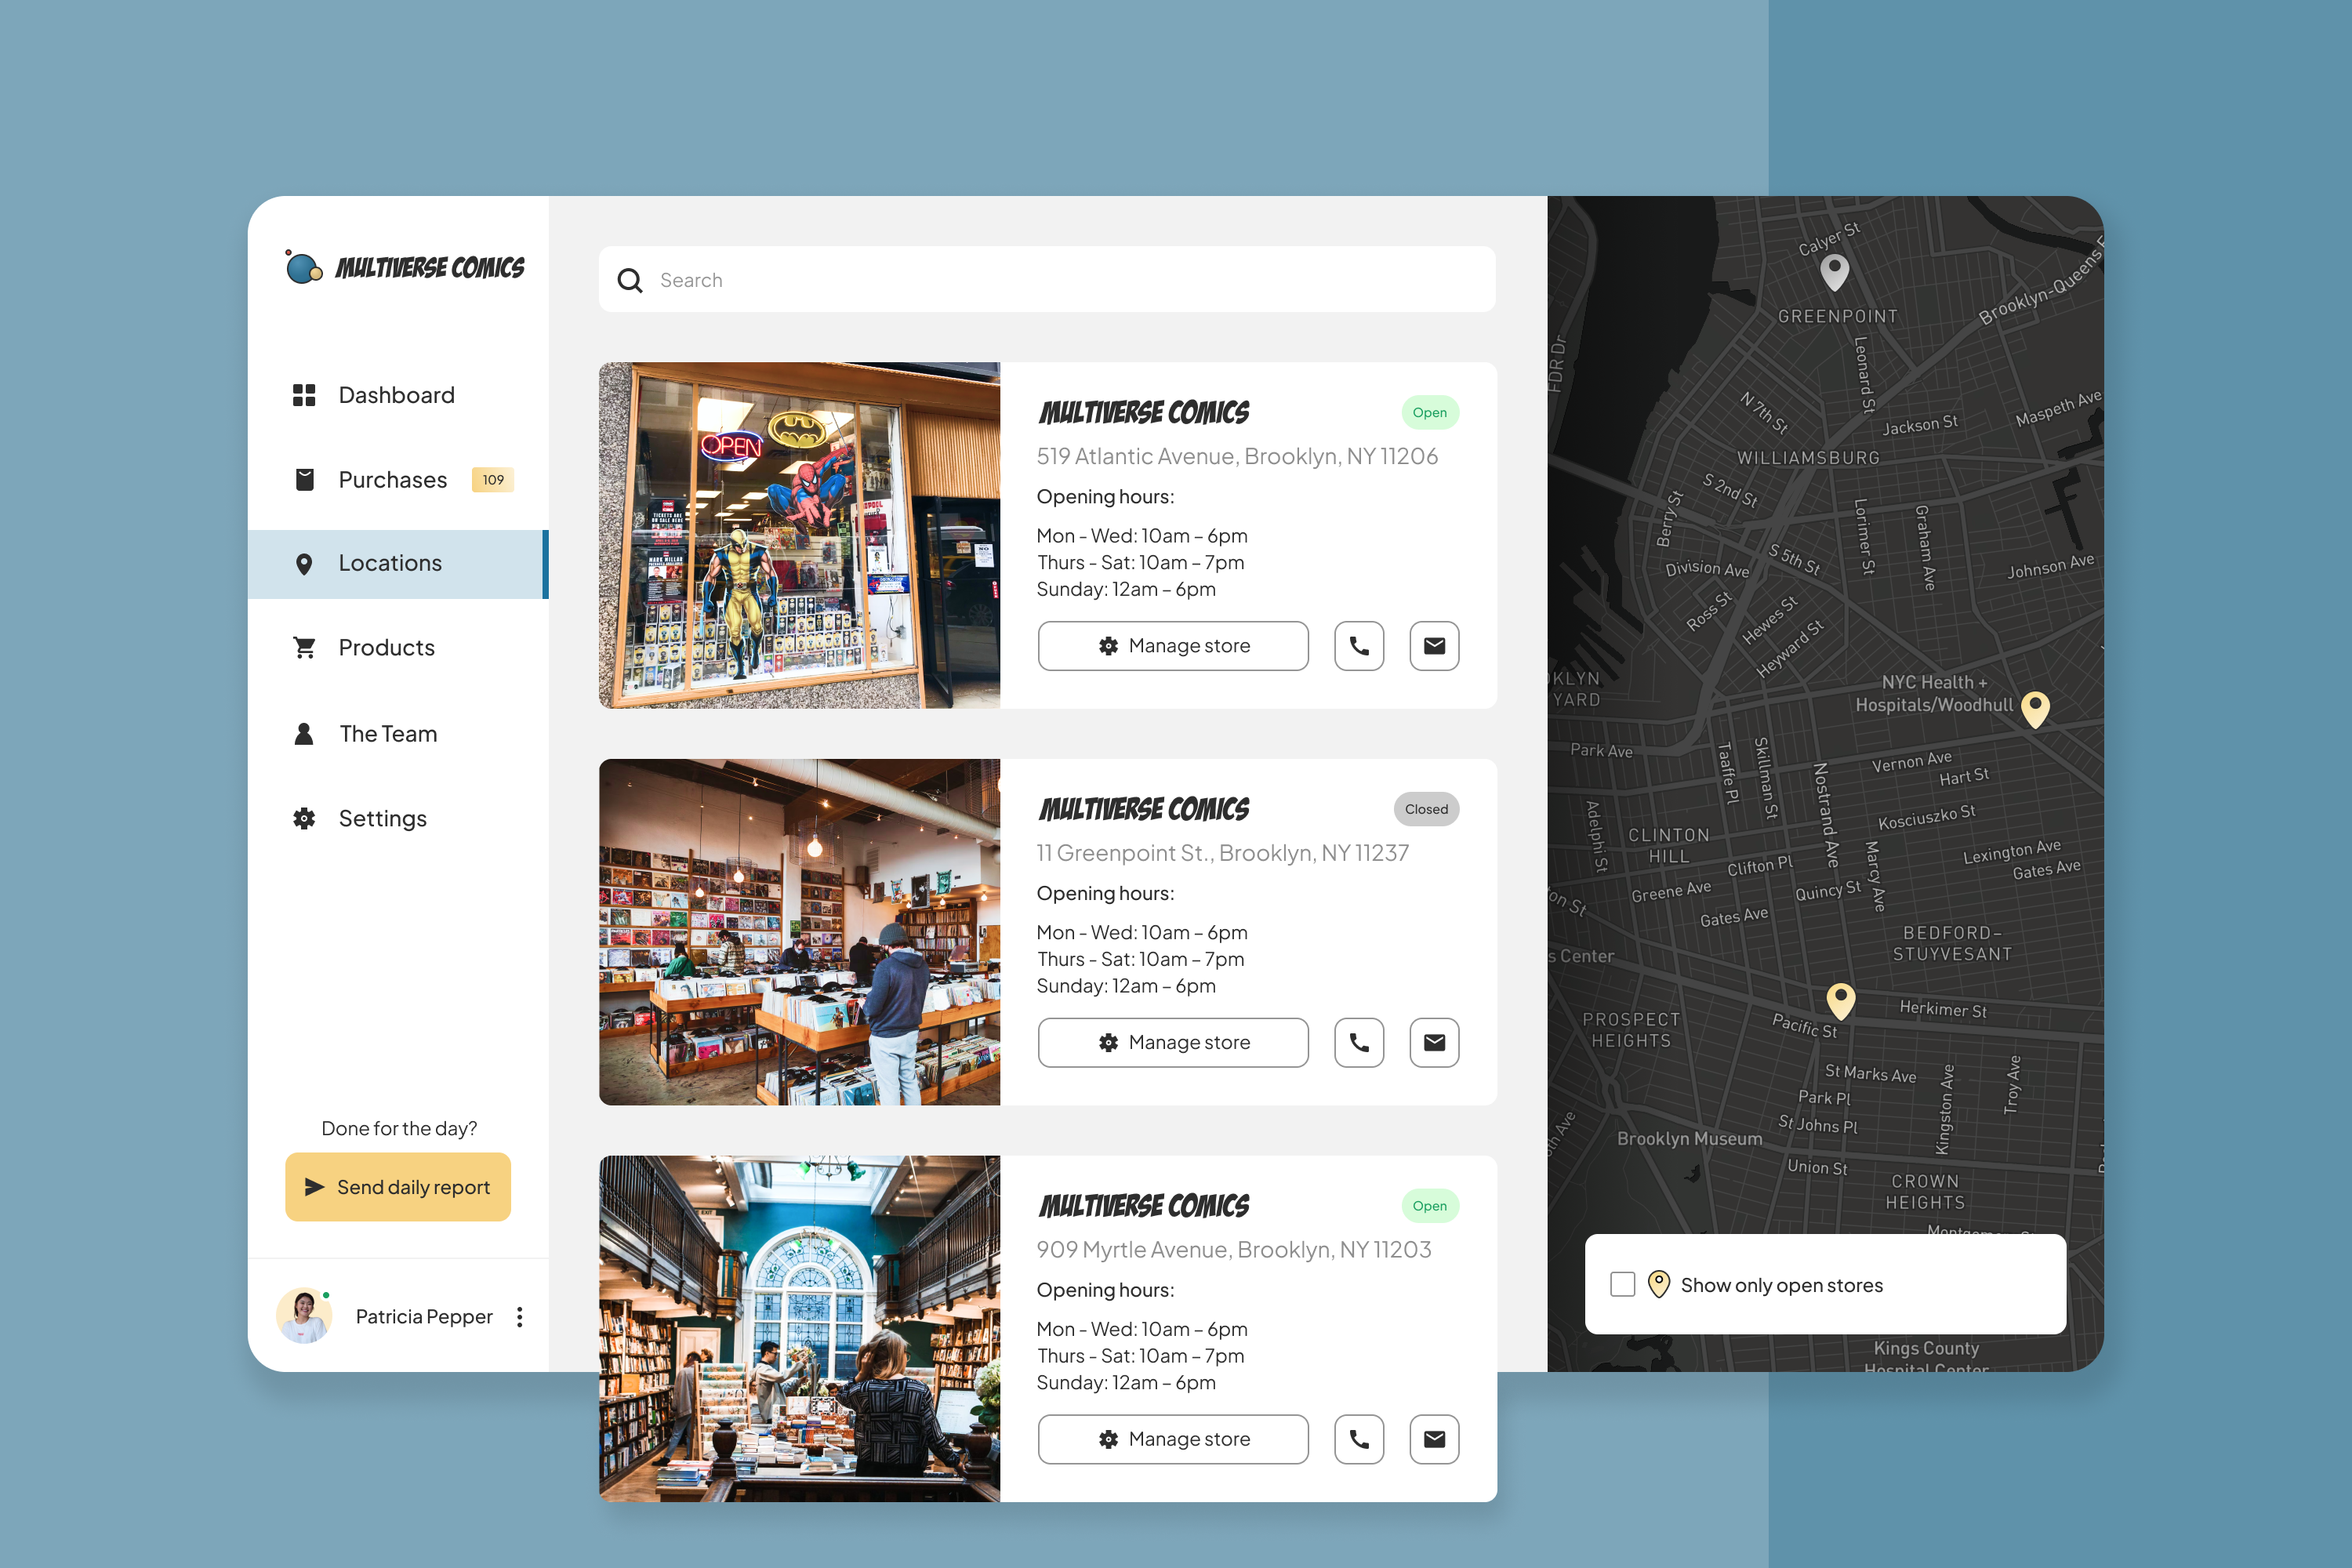 MULTIVERSE COMICS
Dashboard
Purchases 109
Locations
Products
The Team
Settings
Done for the day?
Send daily report
Patricia Pepper
Search
OPEN
MULTIVERSE COMICS
Open
519 Atlantic Avenue, Brooklyn, NY 11206
Opening hours:
Mon - Wed: 10am – 6pm
Thurs - Sat: 10am – 7pm
Sunday: 12am – 6pm
Manage store
MULTIVERSE COMICS
Closed
11 Greenpoint St., Brooklyn, NY 11237
Opening hours:
Mon - Wed: 10am – 6pm
Thurs - Sat: 10am – 7pm
Sunday: 12am – 6pm
Manage store
MULTIVERSE COMICS
Open
909 Myrtle Avenue, Brooklyn, NY 11203
Opening hours:
Mon - Wed: 10am – 6pm
Thurs - Sat: 10am – 7pm
Sunday: 12am – 6pm
Manage store
Calyer St
GREENPOINT
Brooklyn-Queens E
FDR Dr
Leonard St
N 7th St
Jackson St
Maspeth Ave
WILLIAMSBURG
S 2nd St
Berry St
Lorimer St
Graham Ave
S 5th St
Division Ave
Johnson Ave
Ross St
Hewes St
Heyward St
OKLYN
YARD
NYC Health +
Hospitals/Woodhull
Park Ave
Taaffe Pl
Skillman St
Nostrand Ave
Vernon Ave
Hart St
Adelphi St
CLINTON
HILL
Kosciuszko St
Clifton Pl
Marcy Ave
Lexington Ave
Gates Ave
Greene Ave
Quincy St
on St
Gates Ave
BEDFORD–
STUYVESANT
s Center
PROSPECT
HEIGHTS
Pacific St
Herkimer St
St Marks Ave
Kingston Ave
Troy Ave
Park Pl
St Johns Pl
Brooklyn Museum
Union St
CROWN
HEIGHTS
Show only open stores
Kings County
Hospital Center